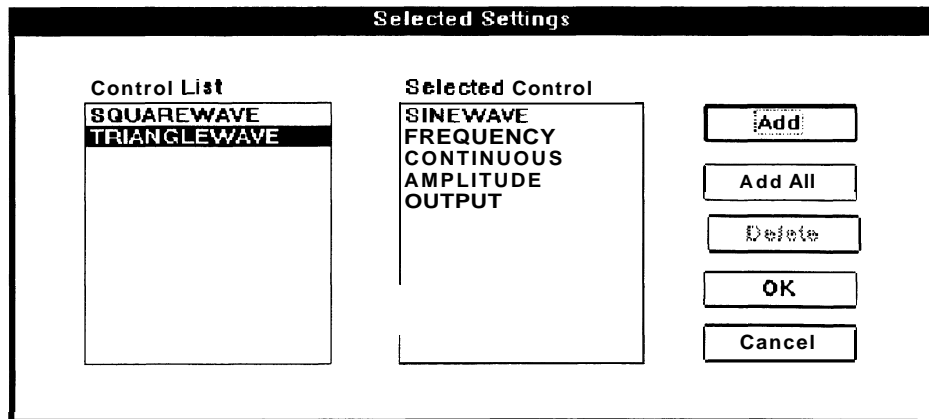 Selected Settings
Control List
SQUAREWAVE
TRIANGLEWAVE
Selected Control
SINEWAVE
FREQUENCY
CONTINUOUS
AMPLITUDE
OUTPUT
Add
Add All
Delete
OK
Cancel